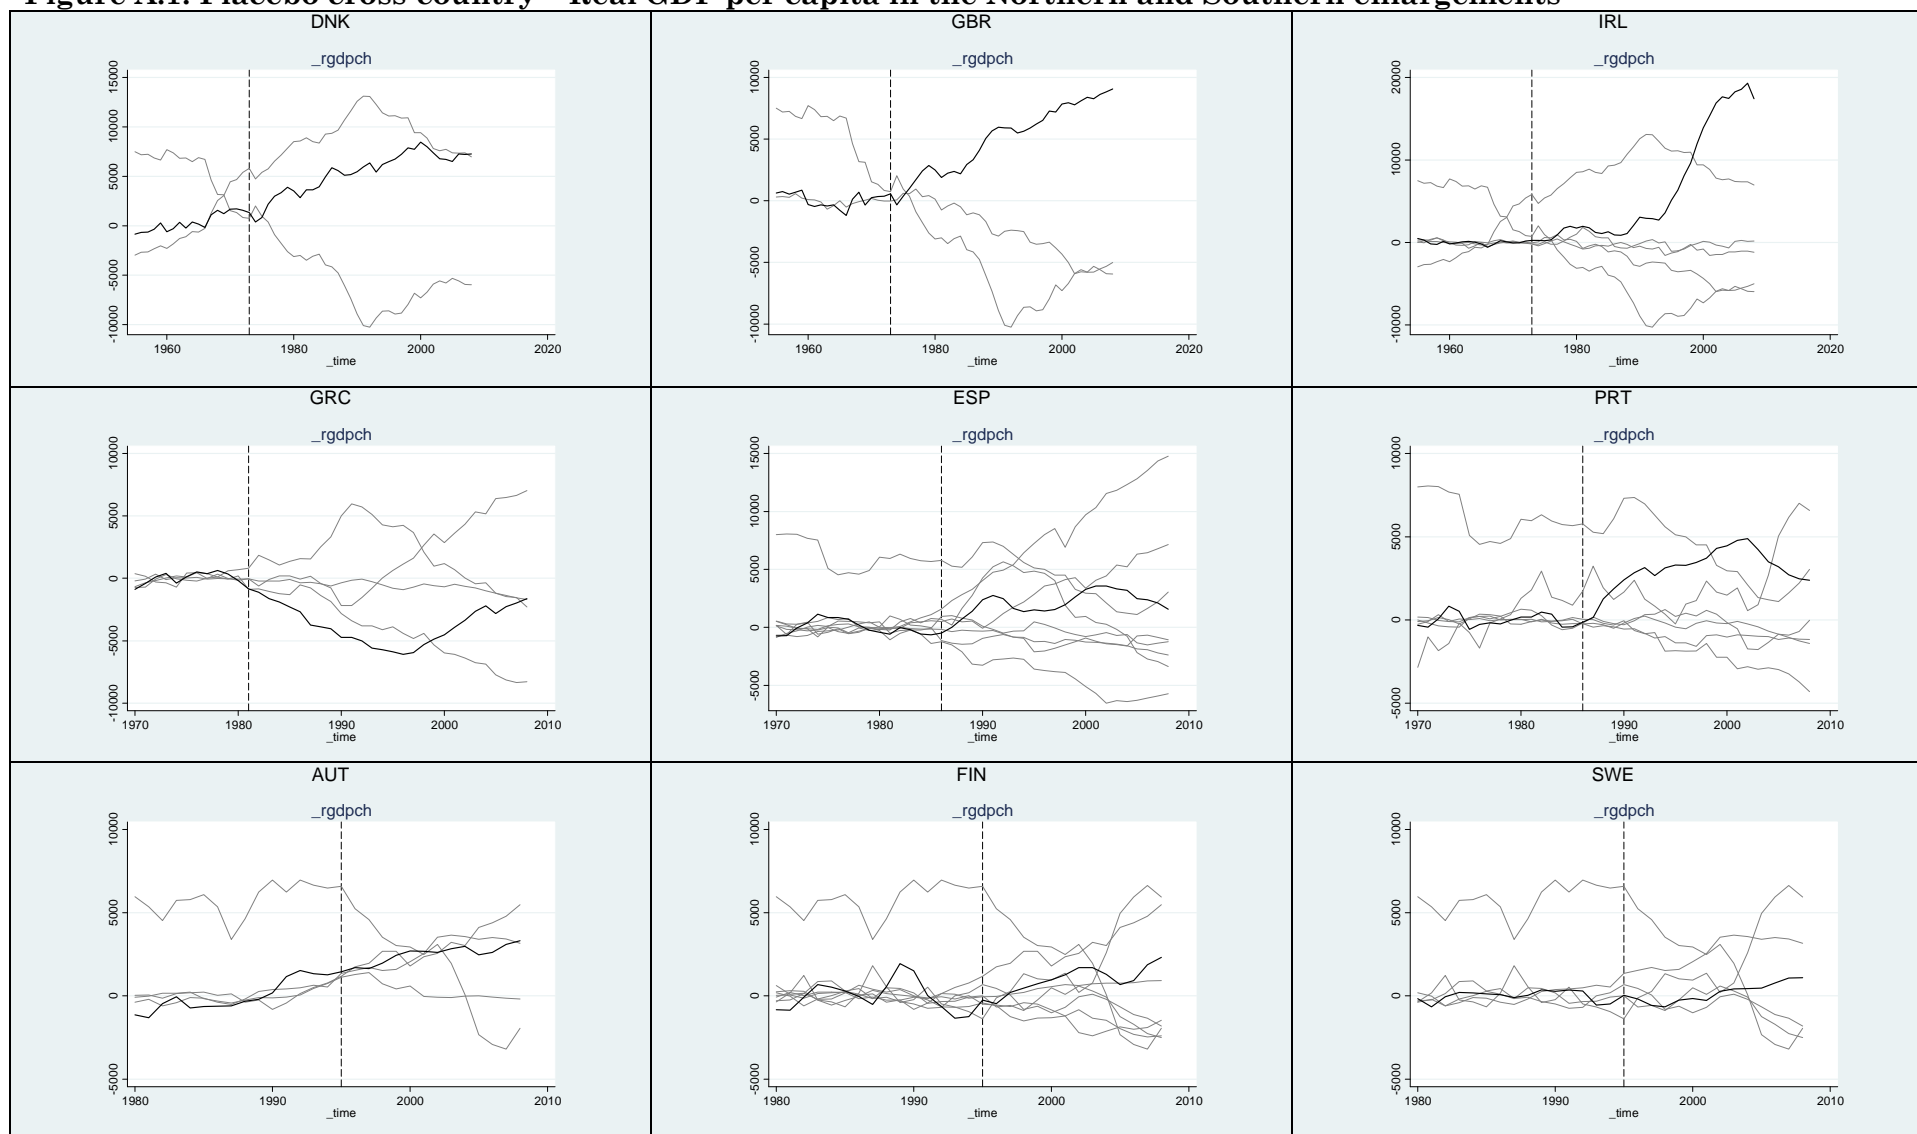 Figure A.1. Placebo cross-country – Real GDP per capita in the Northern and Southern enlargements
DNK
_rgdpch
15000
10000
5000
0
-5000
-10000
1960
1980
2000
2020
_time
GBR
_rgdpch
10000
5000
0
-5000
-10000
1960
1980
2000
2020
_time
IRL
_rgdpch
20000
10000
0
-10000
1960
1980
2000
2020
_time
GRC
_rgdpch
10000
5000
0
-5000
-10000
1970
1980
1990
2000
2010
_time
ESP
_rgdpch
15000
10000
5000
0
-5000
1970
1980
1990
2000
2010
_time
PRT
_rgdpch
10000
5000
0
-5000
1970
1980
1990
2000
2010
_time
AUT
_rgdpch
10000
5000
0
-5000
1980
1990
2000
2010
_time
FIN
_rgdpch
10000
5000
0
-5000
1980
1990
2000
2010
_time
SWE
_rgdpch
10000
5000
0
-5000
1980
1990
2000
2010
_time